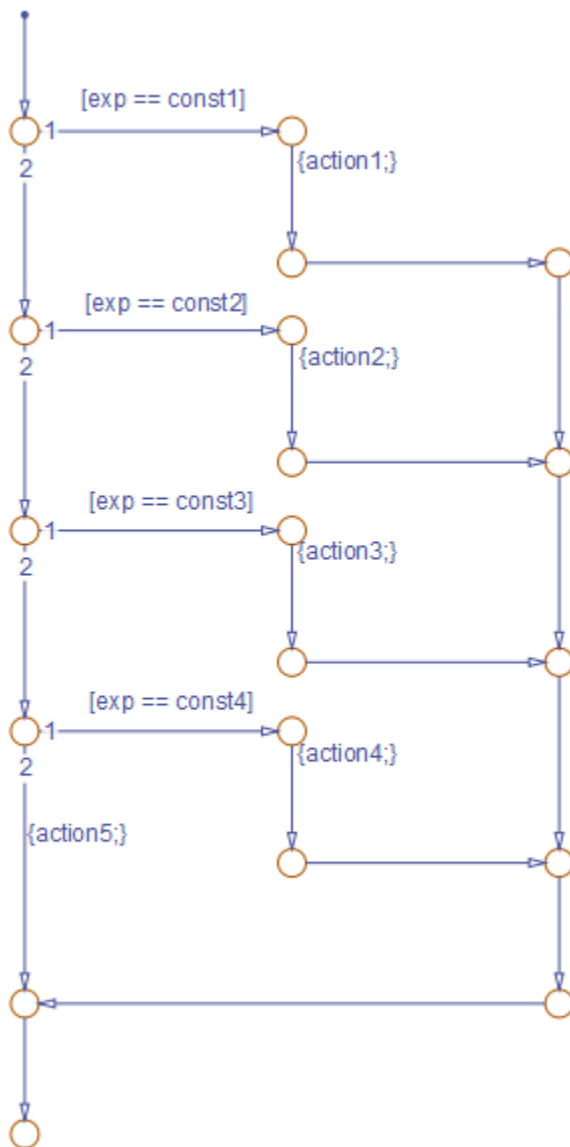 [exp == const1]
1
{action1;}
2
[exp == const2]
1
{action2;}
2
[exp == const3]
1
{action3;}
2
[exp == const4]
1
{action4;}
2
{action5;}